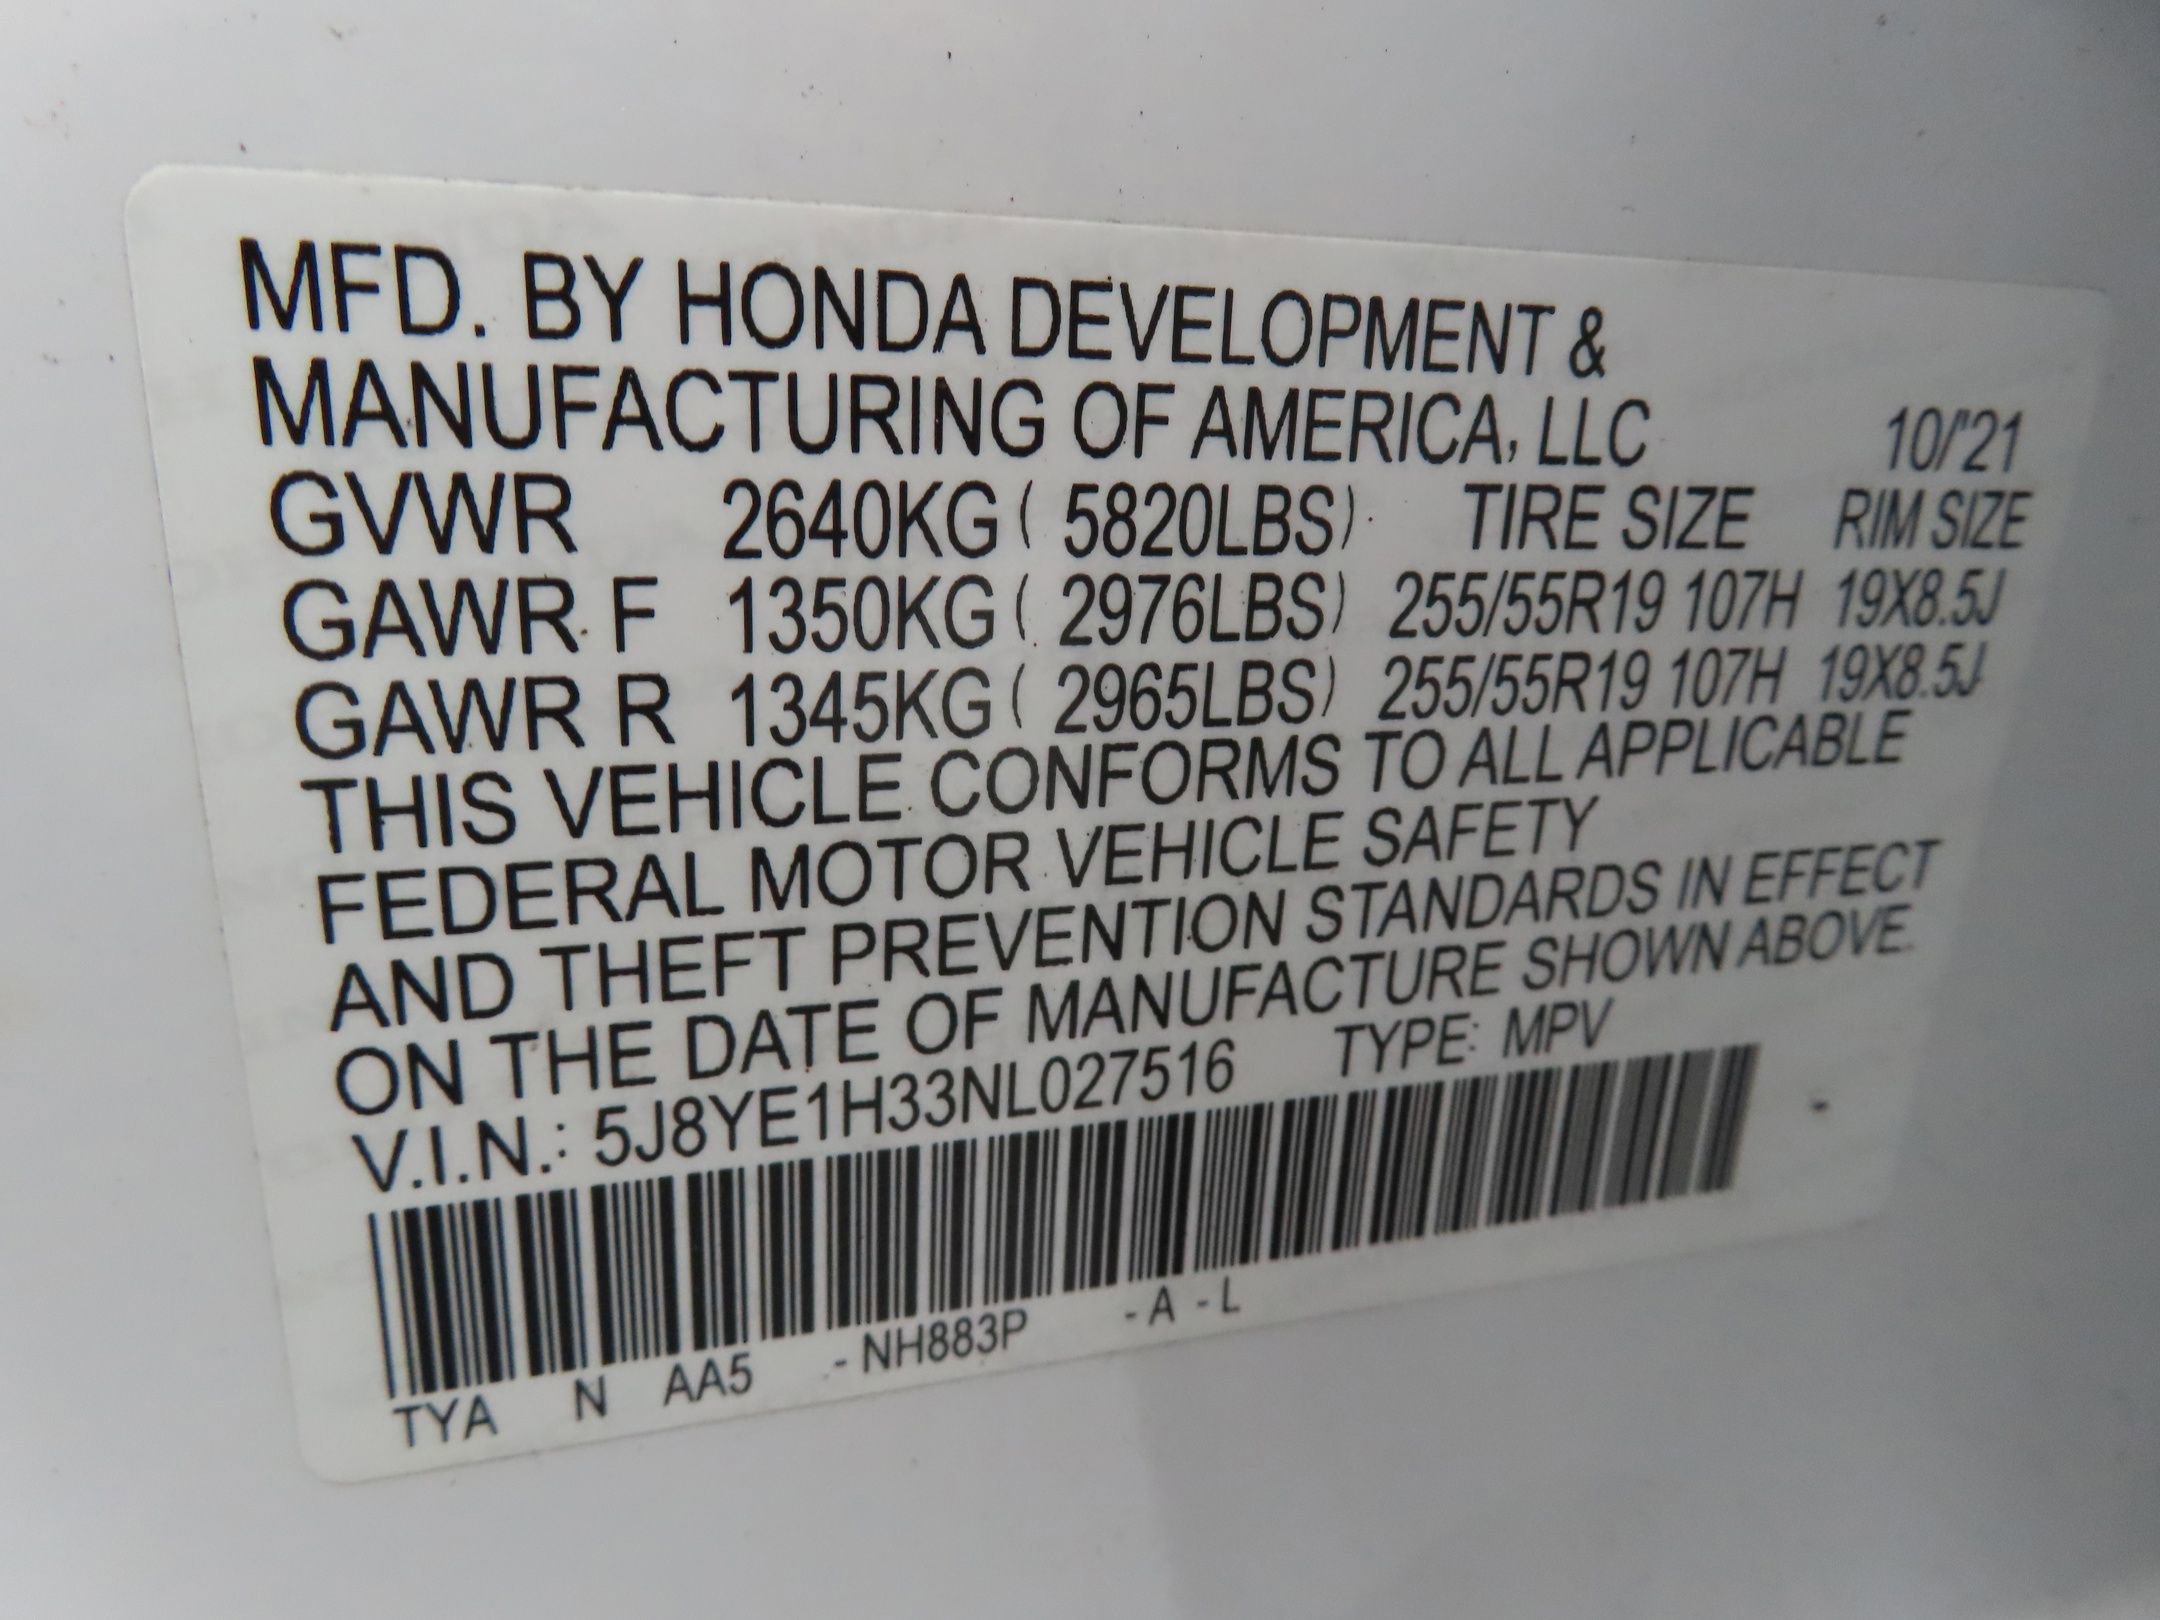 MFD. BY HONDA DEVELOPMENT &
MANUFACTURING OF AMERICA, LLC 10/'21
GVWR 2640KG ( 5820LBS) TIRE SIZE RIM SIZE
GAWR F 1350KG ( 2976LBS) 255/55R19 107H 19X8.5J
GAWR R 1345KG ( 2965LBS) 255/55R19 107H 19X8.5J
THIS VEHICLE CONFORMS TO ALL APPLICABLE
FEDERAL MOTOR VEHICLE SAFETY
AND THEFT PREVENTION STANDARDS IN EFFECT
ON THE DATE OF MANUFACTURE SHOWN ABOVE.
V.I.N.: 5J8YE1H33NL027516 TYPE: MPV
TYA N AA5 - NH883P - A - L